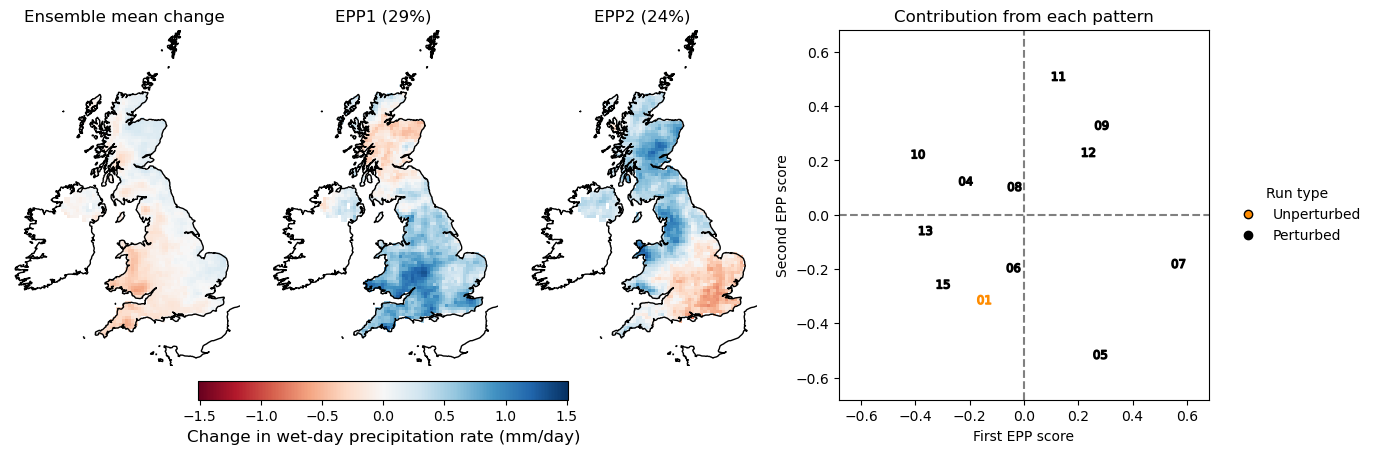 Ensemble mean change
EPP1 (29%)
EPP2 (24%)
Contribution from each pattern
−1.5 −1.0 −0.5 0.0 0.5 1.0 1.5
Change in wet-day precipitation rate (mm/day)
Second EPP score
0.6
0.4
0.2
0.0
−0.2
−0.4
−0.6
11
09
12
10
04
08
13
07
06
15
01
05
−0.6 −0.4 −0.2 0.0 0.2 0.4 0.6
First EPP score
Run type
Unperturbed
Perturbed